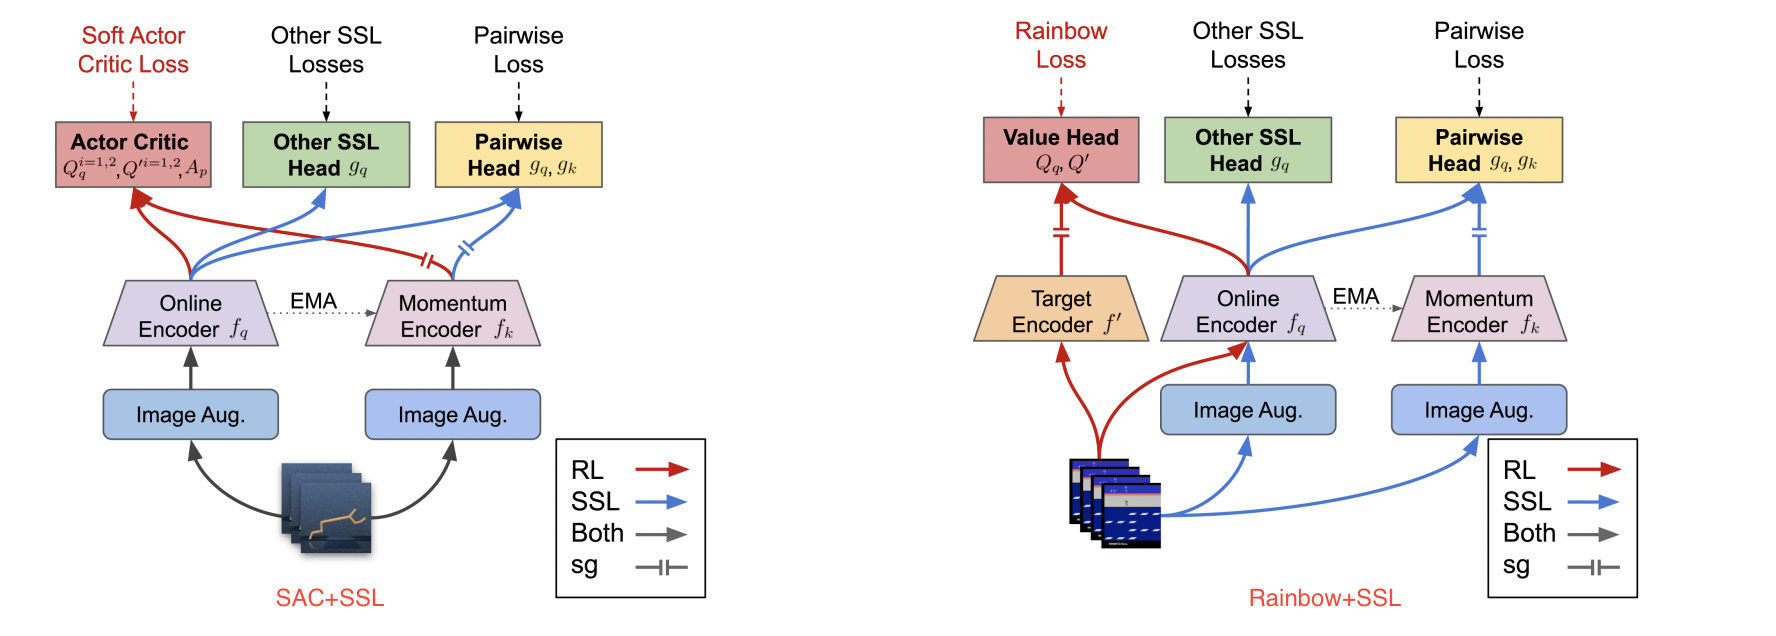 Soft Actor
Critic Loss
Other SSL
Losses
Pairwise
Loss
Actor Critic
Q_q^{i=1,2}, Q'^{i=1,2}, A_p
Other SSL
Head g_q
Pairwise
Head g_q, g_k
Online
Encoder f_q
EMA
Momentum
Encoder f_k
Image Aug.
Image Aug.
RL
SSL
Both
sg
SAC+SSL
Rainbow
Loss
Other SSL
Losses
Pairwise
Loss
Value Head
Q_q, Q'
Other SSL
Head g_q
Pairwise
Head g_q, g_k
Target
Encoder f'
Online
Encoder f_q
EMA
Momentum
Encoder f_k
Image Aug.
Image Aug.
RL
SSL
Both
sg
Rainbow+SSL